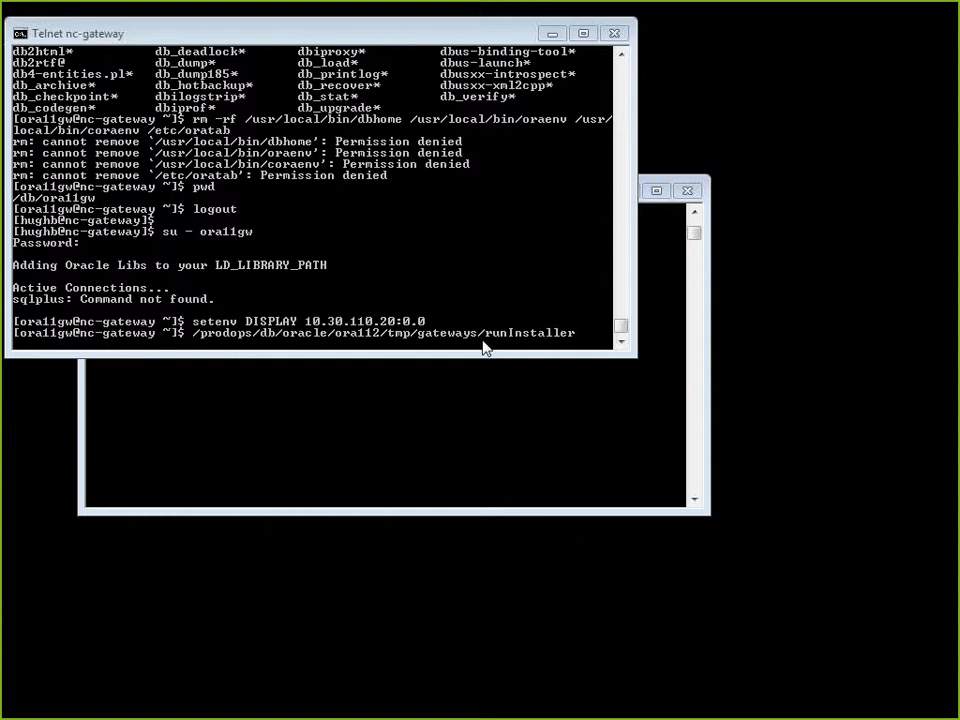 Telnet nc-gateway
db2html* db_deadlock* dbiproxy* dbus-binding-tool*
db2rtf@ db_dump* db_load* dbus-launch*
db4-entities.pl* db_dump185* db_printlog* dbusxx-introspect*
db_archive* db_hotbackup* db_recover* dbusxx-xml2cpp*
db_checkpoint* dbilogstrip* db_stat* db_verify*
db_codegen* dbiprof* db_upgrade*
[ora11gw@nc-gateway ~]$ rm -rf /usr/local/bin/dbhome /usr/local/bin/oraenv /usr/
local/bin/coraenv /etc/oratab
rm: cannot remove `/usr/local/bin/dbhome': Permission denied
rm: cannot remove `/usr/local/bin/oraenv': Permission denied
rm: cannot remove `/usr/local/bin/coraenv': Permission denied
rm: cannot remove `/etc/oratab': Permission denied
[ora11gw@nc-gateway ~]$ pwd
/db/ora11gw
[ora11gw@nc-gateway ~]$ logout
[hughb@nc-gateway]$
[hughb@nc-gateway]$ su - ora11gw
Password:
Adding Oracle Libs to your LD_LIBRARY_PATH
Active Connections...
sqlplus: Command not found.
[ora11gw@nc-gateway ~]$ setenv DISPLAY 10.30.110.20:0.0
[ora11gw@nc-gateway ~]$ /prodops/db/oracle/ora112/tmp/gateways/runInstaller